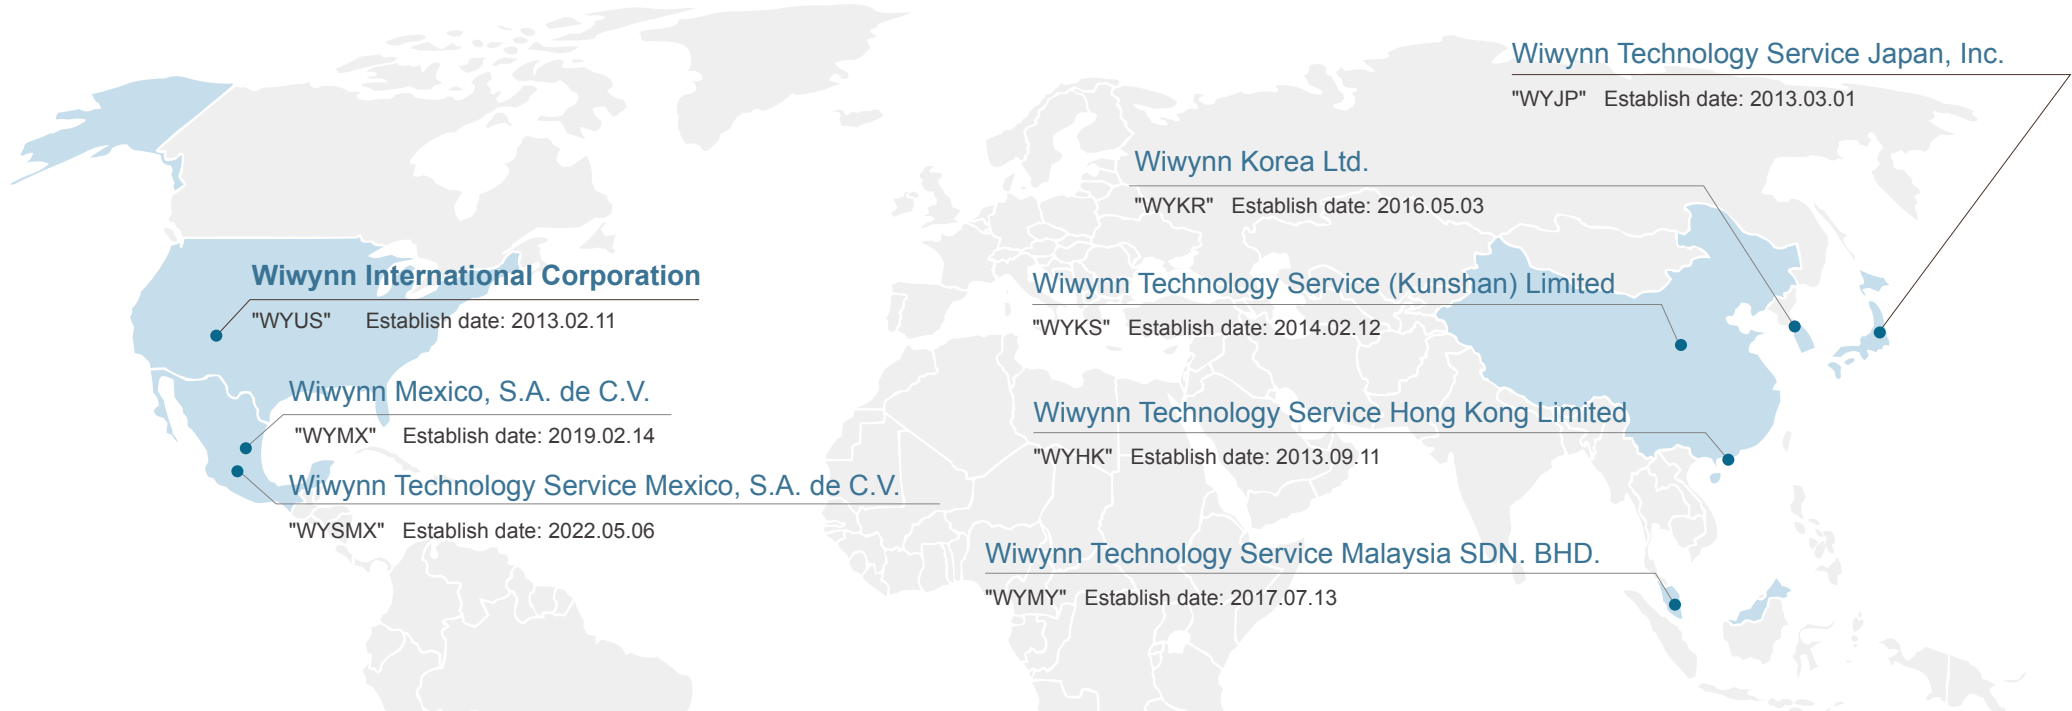 Wiwynn Technology Service Japan, Inc.
"WYJP" Establish date: 2013.03.01
Wiwynn Korea Ltd.
"WYKR" Establish date: 2016.05.03
Wiwynn International Corporation
"WYUS" Establish date: 2013.02.11
Wiwynn Technology Service (Kunshan) Limited
"WYKS" Establish date: 2014.02.12
Wiwynn Mexico, S.A. de C.V.
"WYMX" Establish date: 2019.02.14
Wiwynn Technology Service Hong Kong Limited
"WYHK" Establish date: 2013.09.11
Wiwynn Technology Service Mexico, S.A. de C.V.
"WYSMX" Establish date: 2022.05.06
Wiwynn Technology Service Malaysia SDN. BHD.
"WYMY" Establish date: 2017.07.13